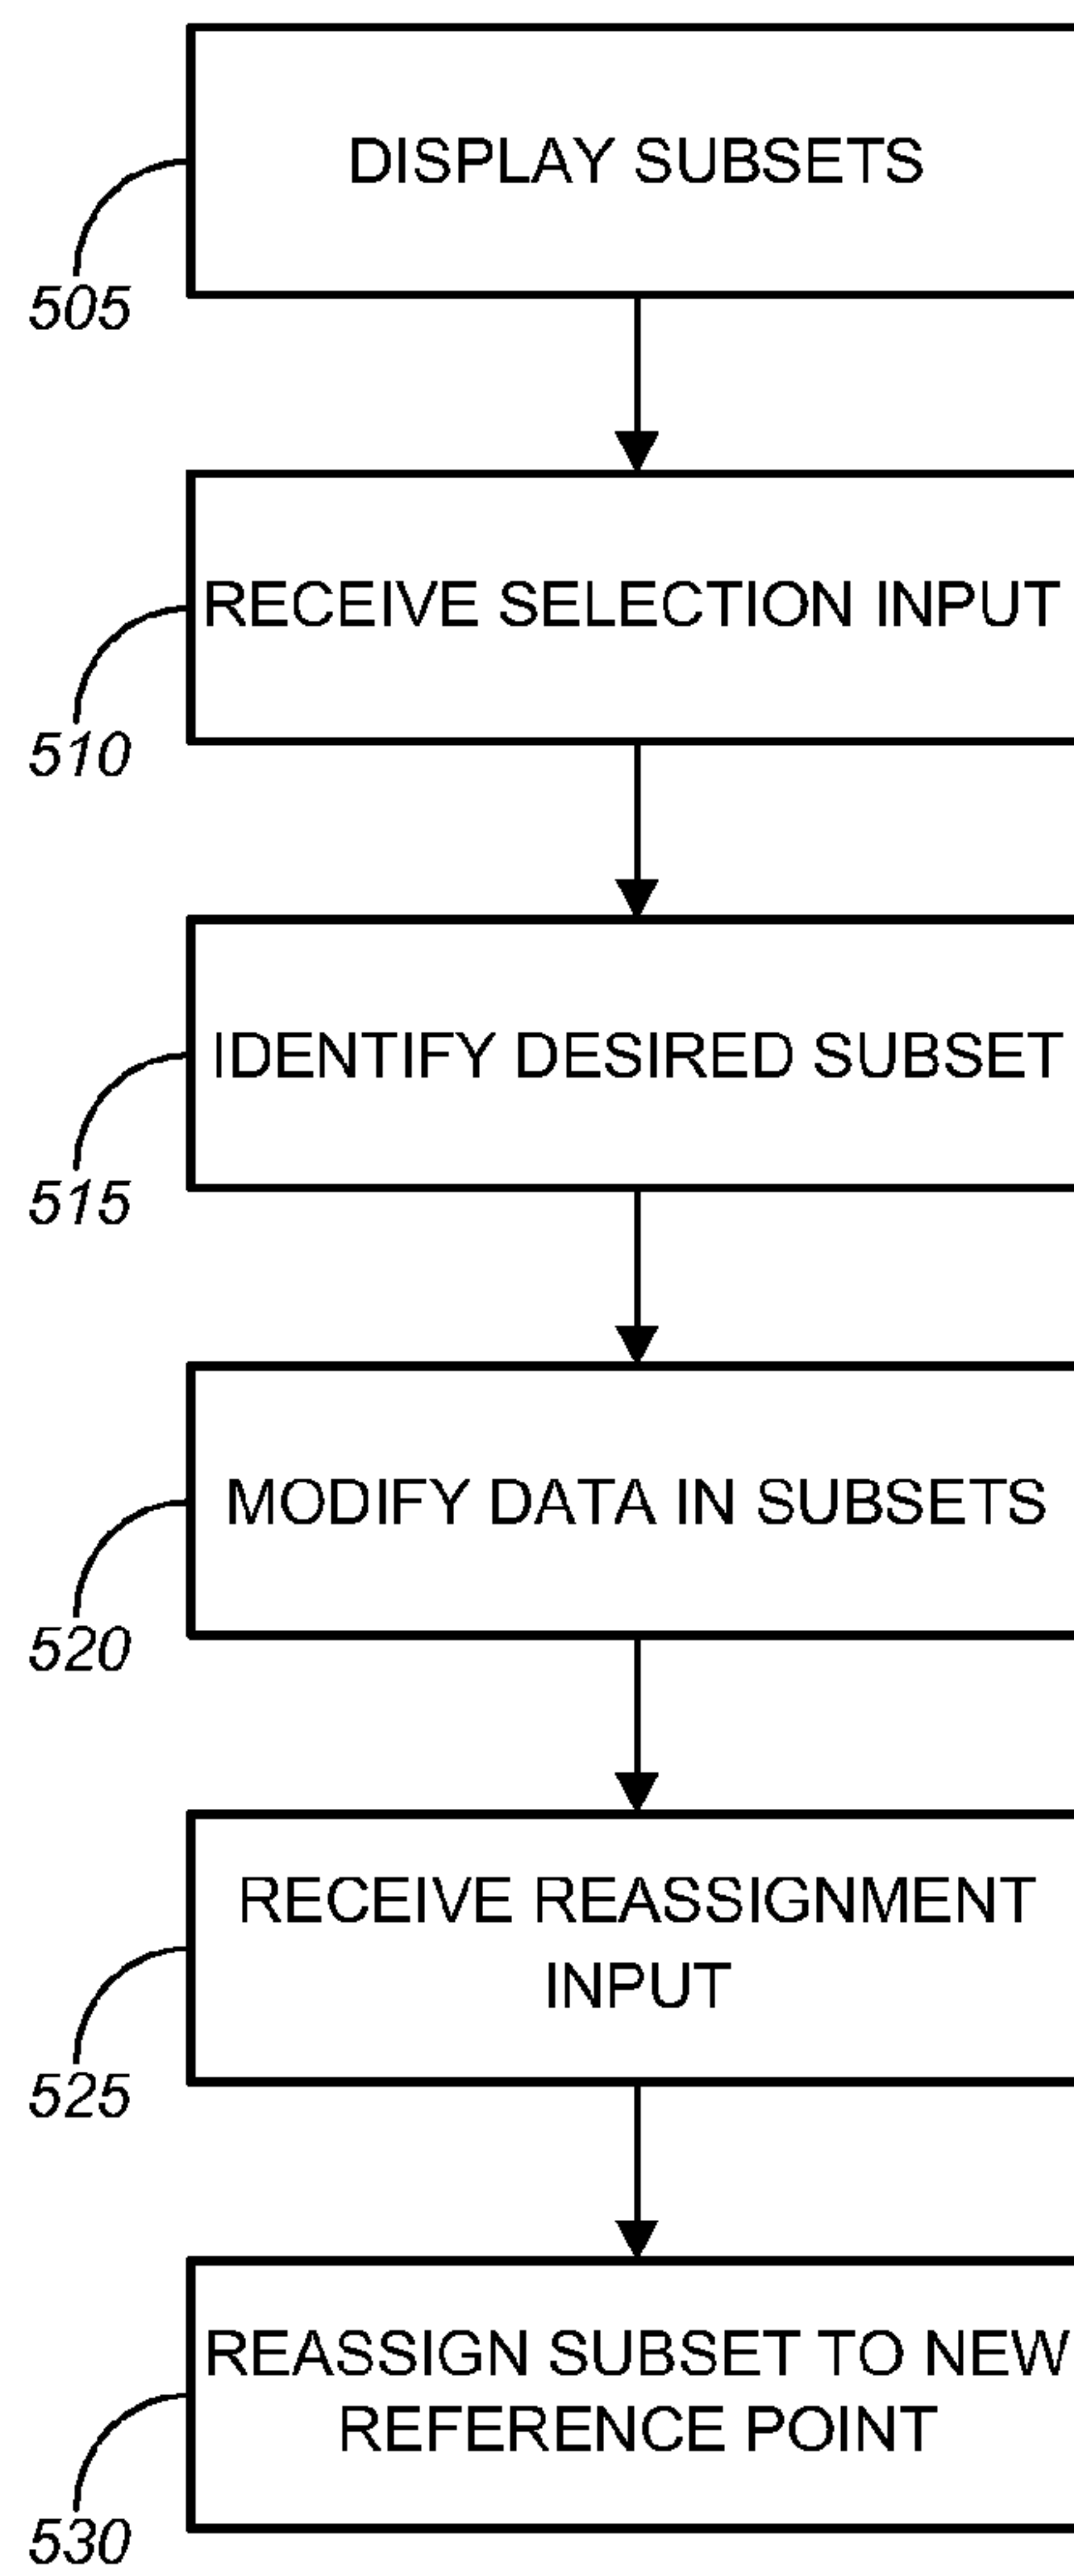 DISPLAY SUBSETS
505
RECEIVE SELECTION INPUT
510
IDENTIFY DESIRED SUBSET
515
MODIFY DATA IN SUBSETS
520
RECEIVE REASSIGNMENT
INPUT
525
REASSIGN SUBSET TO NEW
REFERENCE POINT
530